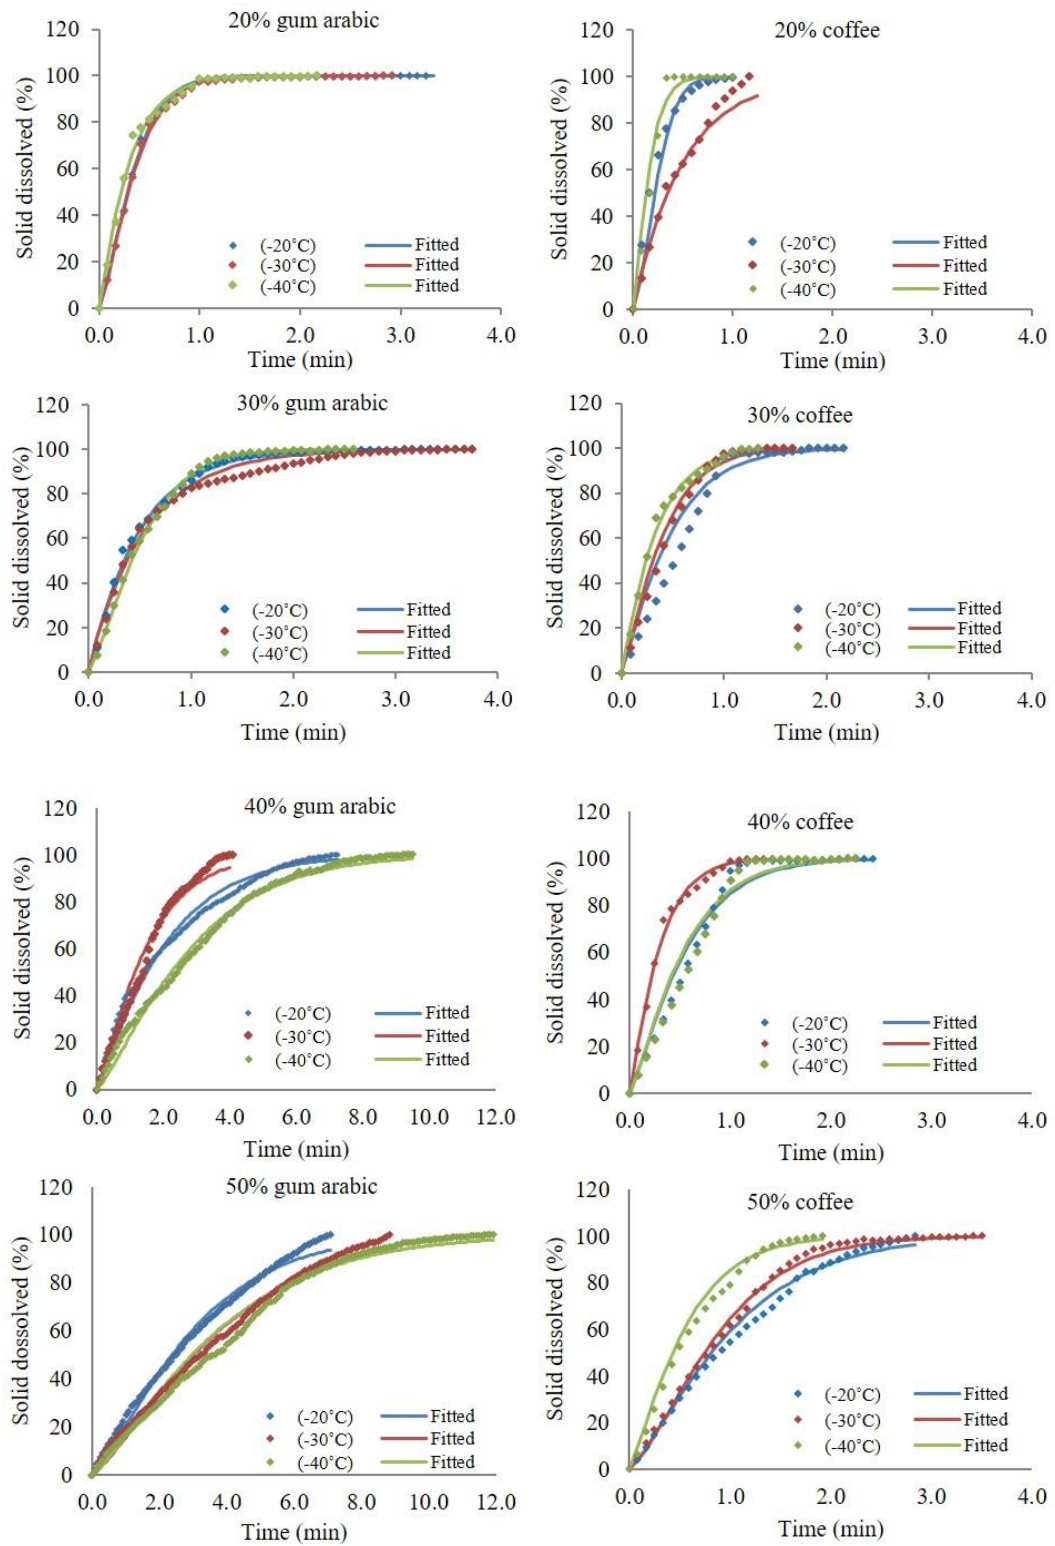 20% gum arabic
120
100
80
60
40
20
0
Solid dissolved (%)
(-20˚C) Fitted
(-30˚C) Fitted
(-40˚C) Fitted
0.0 1.0 2.0 3.0 4.0
Time (min)
20% coffee
120
100
80
60
40
20
0
Solid dissolved (%)
(-20˚C) Fitted
(-30˚C) Fitted
(-40˚C) Fitted
0.0 1.0 2.0 3.0 4.0
Time (min)
30% gum arabic
120
100
80
60
40
20
0
Solid dissolved (%)
(-20˚C) Fitted
(-30˚C) Fitted
(-40˚C) Fitted
0.0 1.0 2.0 3.0 4.0
Time (min)
30% coffee
120
100
80
60
40
20
0
Solid dissolved (%)
(-20˚C) Fitted
(-30˚C) Fitted
(-40˚C) Fitted
0.0 1.0 2.0 3.0 4.0
Time (min)
40% gum arabic
120
100
80
60
40
20
0
Solid dissolved (%)
(-20˚C) Fitted
(-30˚C) Fitted
(-40˚C) Fitted
0.0 2.0 4.0 6.0 8.0 10.0 12.0
Time (min)
40% coffee
120
100
80
60
40
20
0
Solid dissolved (%)
(-20˚C) Fitted
(-30˚C) Fitted
(-40˚C) Fitted
0.0 1.0 2.0 3.0 4.0
Time (min)
50% gum arabic
120
100
80
60
40
20
0
Solid dossolved (%)
(-20˚C) Fitted
(-30˚C) Fitted
(-40˚C) Fitted
0.0 2.0 4.0 6.0 8.0 10.0 12.0
Time (min)
50% coffee
120
100
80
60
40
20
0
Solid dissolved (%)
(-20˚C) Fitted
(-30˚C) Fitted
(-40˚C) Fitted
0.0 1.0 2.0 3.0 4.0
Time (min)